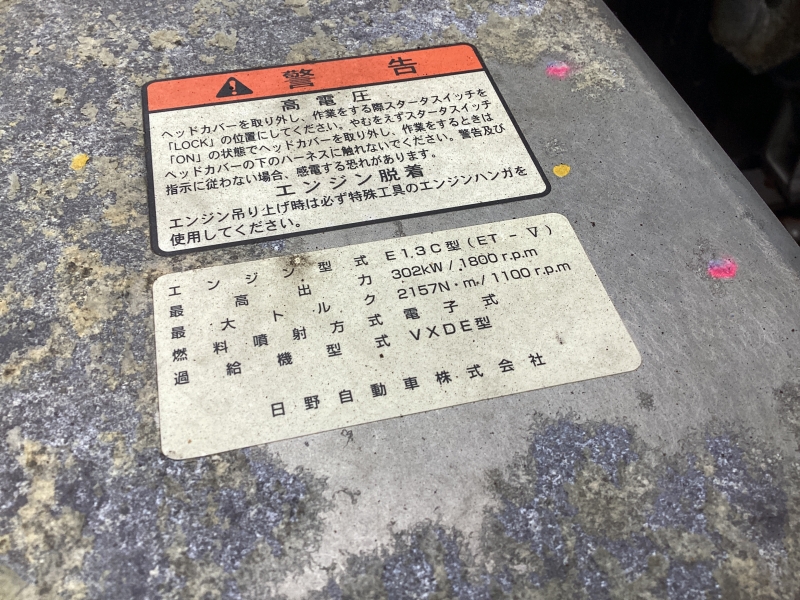 警告
高電圧
ヘッドカバーを取り外し、作業をする際スタータスイッチを
「LOCK」の位置にしてください。やむをえずスタータスイッチ
「ON」の状態でヘッドカバーを取り外し、作業をするときは
ヘッドカバーの下のハーネスに触れないでください。警告及び
指示に従わない場合、感電する恐れがあります。
エンジン脱着
エンジン吊り上げ時は必ず特殊工具のエンジンハンガを
使用してください。
エンジン型式 E13C型(ET-Ⅴ)
最高出力 302kW/1800r.p.m
最大トルク 2157N・m/1100r.p.m
燃料噴射方式 電子式
過給機型式 VXDE型
日野自動車株式会社